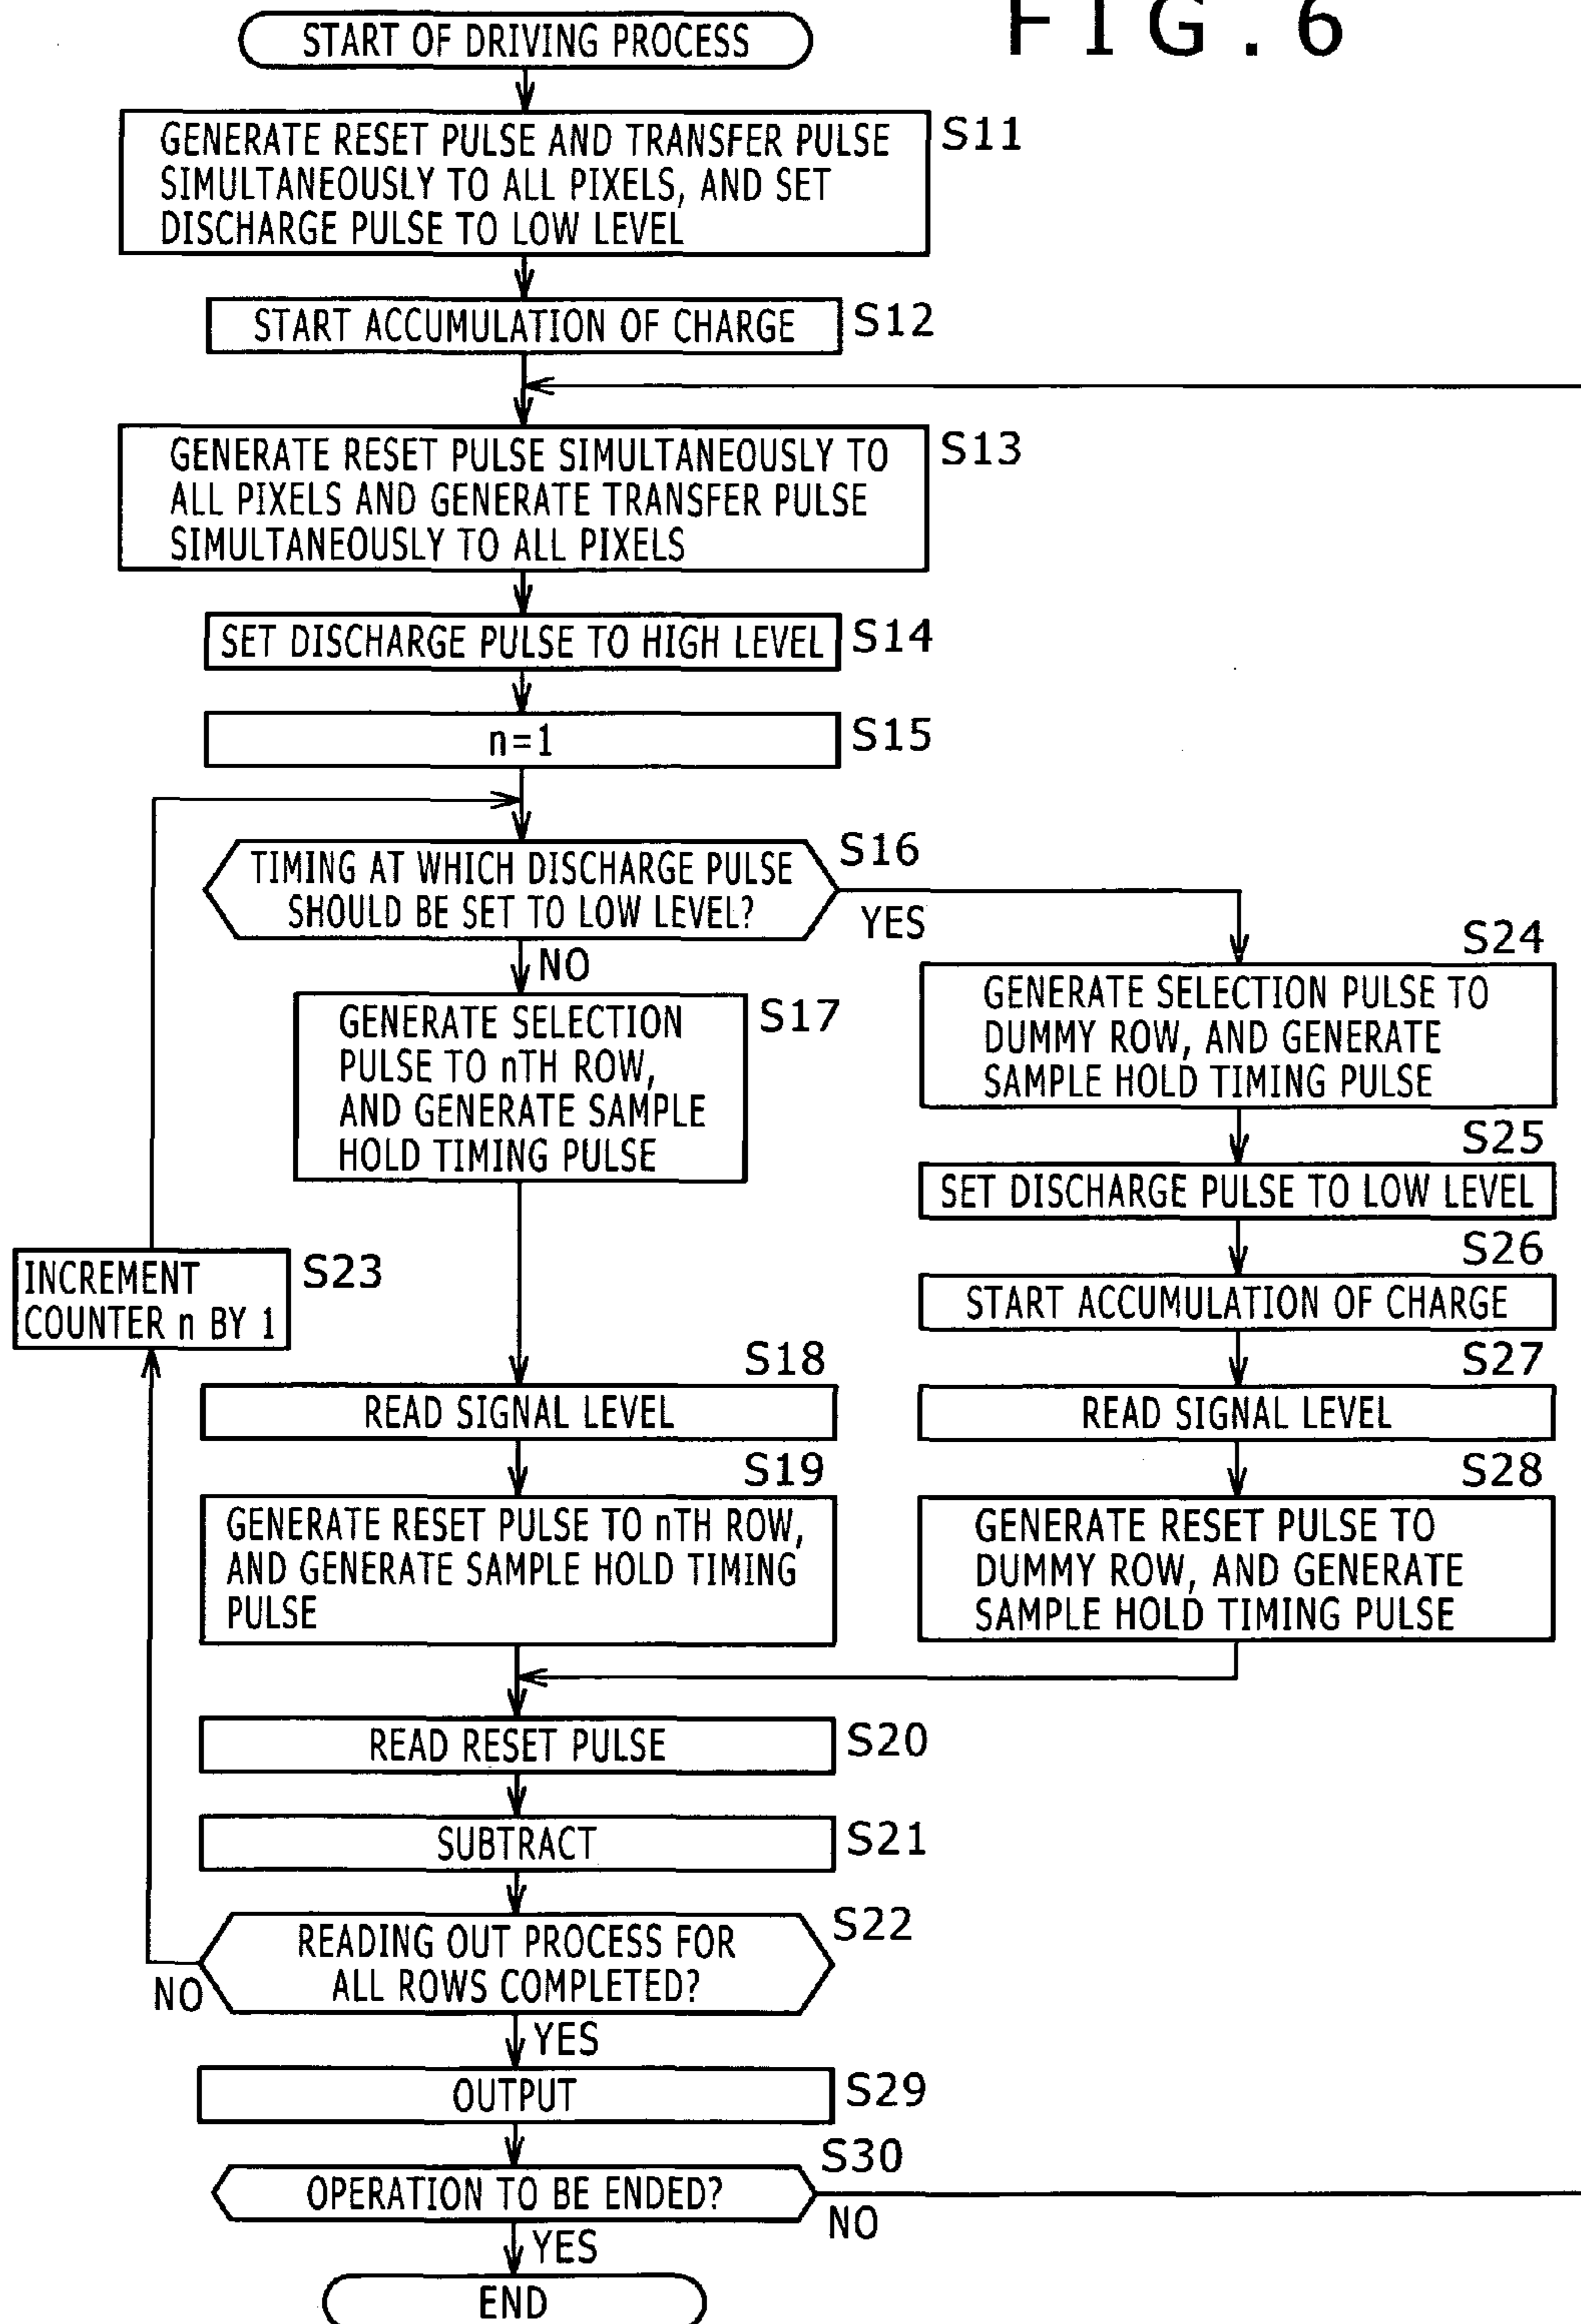 FIG.6
START OF DRIVING PROCESS
GENERATE RESET PULSE AND TRANSFER PULSE
SIMULTANEOUSLY TO ALL PIXELS, AND SET
DISCHARGE PULSE TO LOW LEVEL
S11
START ACCUMULATION OF CHARGE
S12
GENERATE RESET PULSE SIMULTANEOUSLY TO
ALL PIXELS AND GENERATE TRANSFER PULSE
SIMULTANEOUSLY TO ALL PIXELS
S13
SET DISCHARGE PULSE TO HIGH LEVEL
S14
n=1
S15
TIMING AT WHICH DISCHARGE PULSE
SHOULD BE SET TO LOW LEVEL?
S16
YES
NO
GENERATE SELECTION
PULSE TO nTH ROW,
AND GENERATE SAMPLE
HOLD TIMING PULSE
S17
S24
GENERATE SELECTION PULSE TO
DUMMY ROW, AND GENERATE
SAMPLE HOLD TIMING PULSE
S25
SET DISCHARGE PULSE TO LOW LEVEL
S26
START ACCUMULATION OF CHARGE
INCREMENT
COUNTER n BY 1
S23
S18
READ SIGNAL LEVEL
S27
READ SIGNAL LEVEL
S19
GENERATE RESET PULSE TO nTH ROW,
AND GENERATE SAMPLE HOLD TIMING
PULSE
S28
GENERATE RESET PULSE TO
DUMMY ROW, AND GENERATE
SAMPLE HOLD TIMING PULSE
READ RESET PULSE
S20
SUBTRACT
S21
READING OUT PROCESS FOR
ALL ROWS COMPLETED?
S22
NO
YES
OUTPUT
S29
OPERATION TO BE ENDED?
S30
NO
YES
END